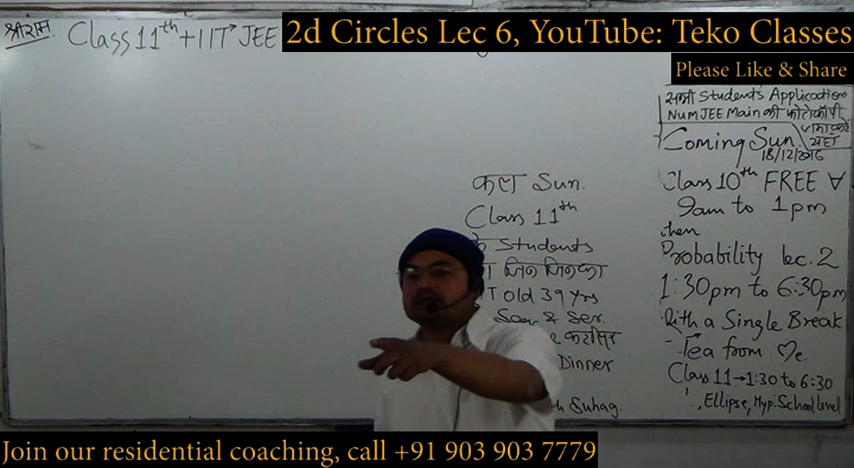 श्रीराम
Class 11th + IIT JEE
2d Circles Lec 6, YouTube: Teko Classes
Please Like & Share
सभी Students Application
Num JEE Main की फोटोकॉपी
Coming Sun.
18/12/2016
Class 10th FREE ∀
9am to 1pm
then
Probability Lec. 2
1:30pm to 6:30pm
With a Single Break
- Tea from Me.
Class 11 → 1:30 to 6:30
Ellipse, Hyp. School level
कल Sun.
Class 11th
के Students
जिन जिनका
Old 39 Yrs
& Ser.
Dinner
Suhag.
Join our residential coaching, call +91 903 903 7779